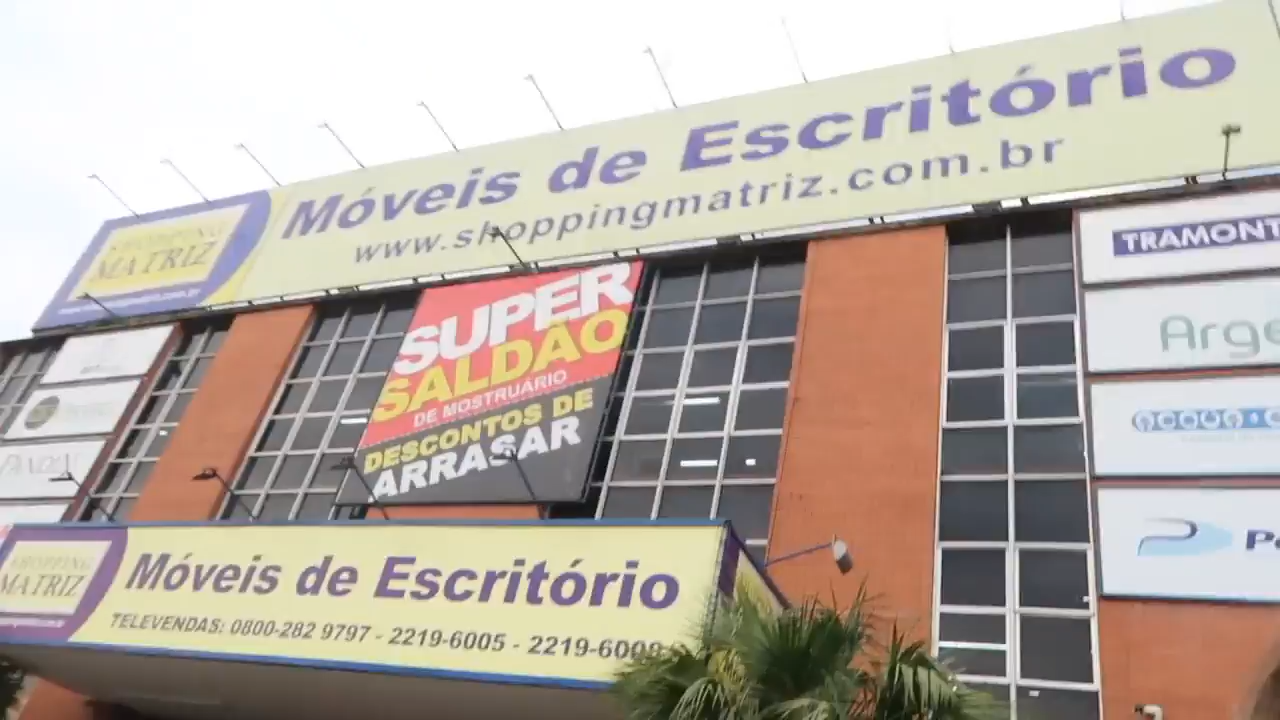 Móveis de Escritório
www.shoppingmatriz.com.br
SHOPPING
MATRIZ
SUPER
SALDÃO
DE MOSTRUÁRIO
DESCONTOS DE
ARRASAR
TRAMONT
Arge
SHOPPING
MATRIZ
Móveis de Escritório
TELEVENDAS: 0800-282 9797 - 2219-6005 - 2219-6009